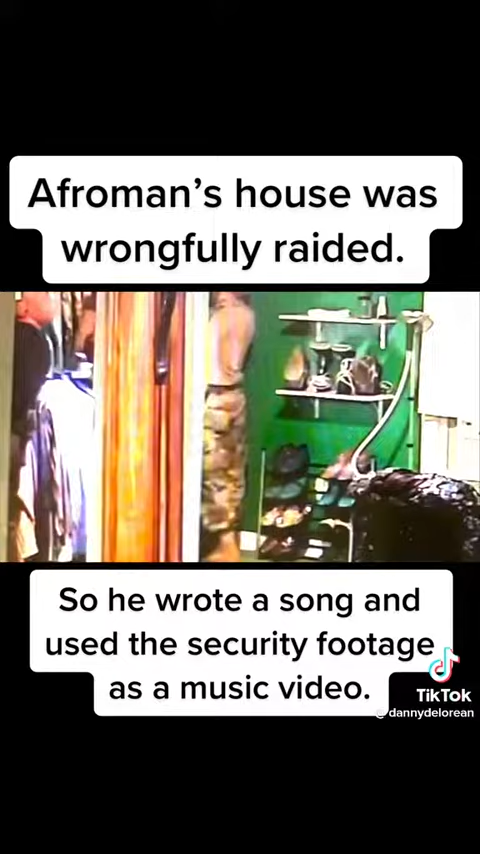 Afroman’s house was
wrongfully raided.
So he wrote a song and
used the security footage
as a music video.
TikTok
@dannydelorean